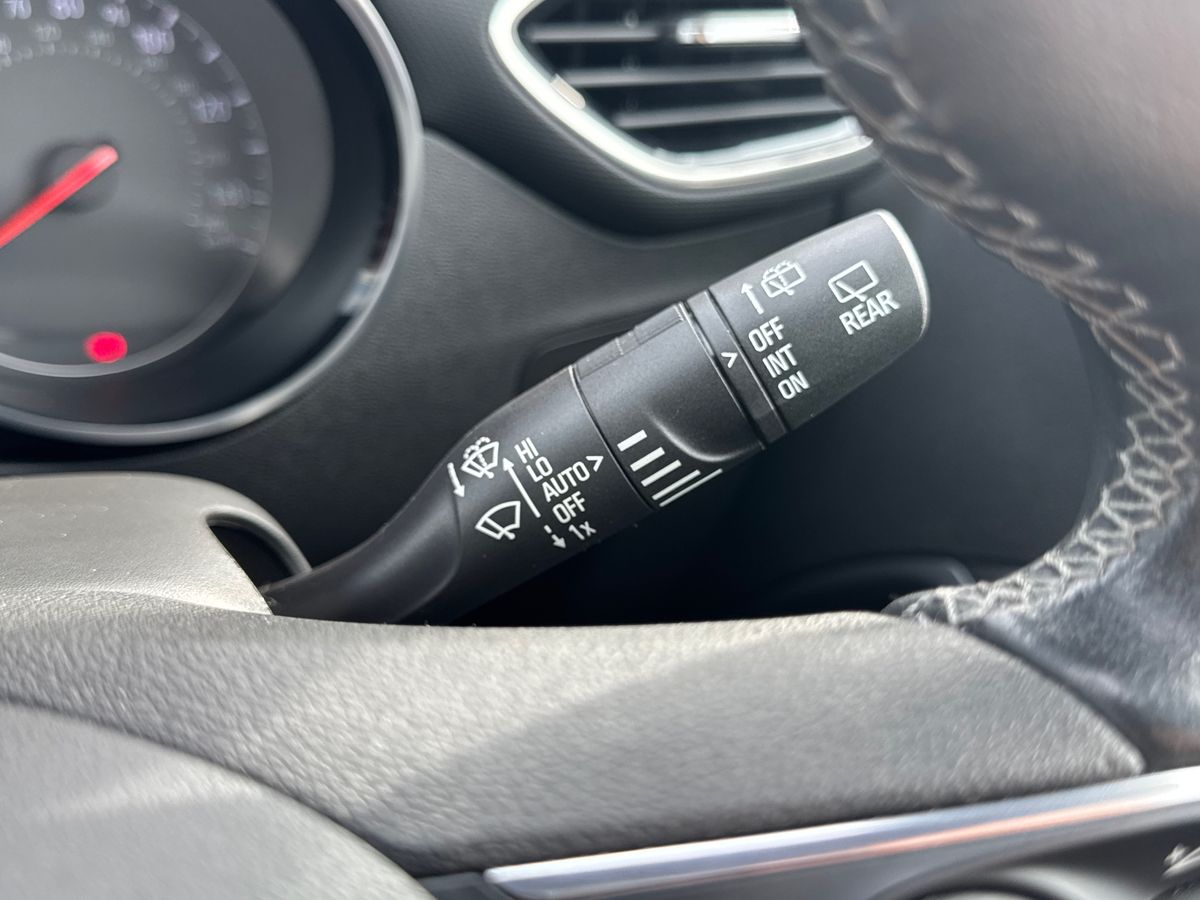 HI
LO
AUTO >
OFF
1x
>
OFF
INT
ON
REAR